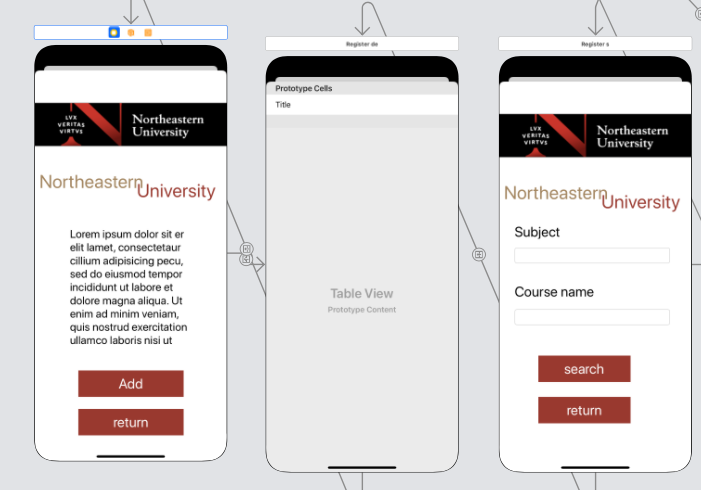 LVX
VERITAS
VIRTVS
Northeastern
University
Northeastern
University
Lorem ipsum dolor sit er
elit lamet, consectetaur
cillium adipisicing pecu,
sed do eiusmod tempor
incididunt ut labore et
dolore magna aliqua. Ut
enim ad minim veniam,
quis nostrud exercitation
ullamco laboris nisi ut
Add
return
Register de
Prototype Cells
Title
Table View
Prototype Content
Register s
LVX
VERITAS
VIRTVS
Northeastern
University
Northeastern
University
Subject
Course name
search
return